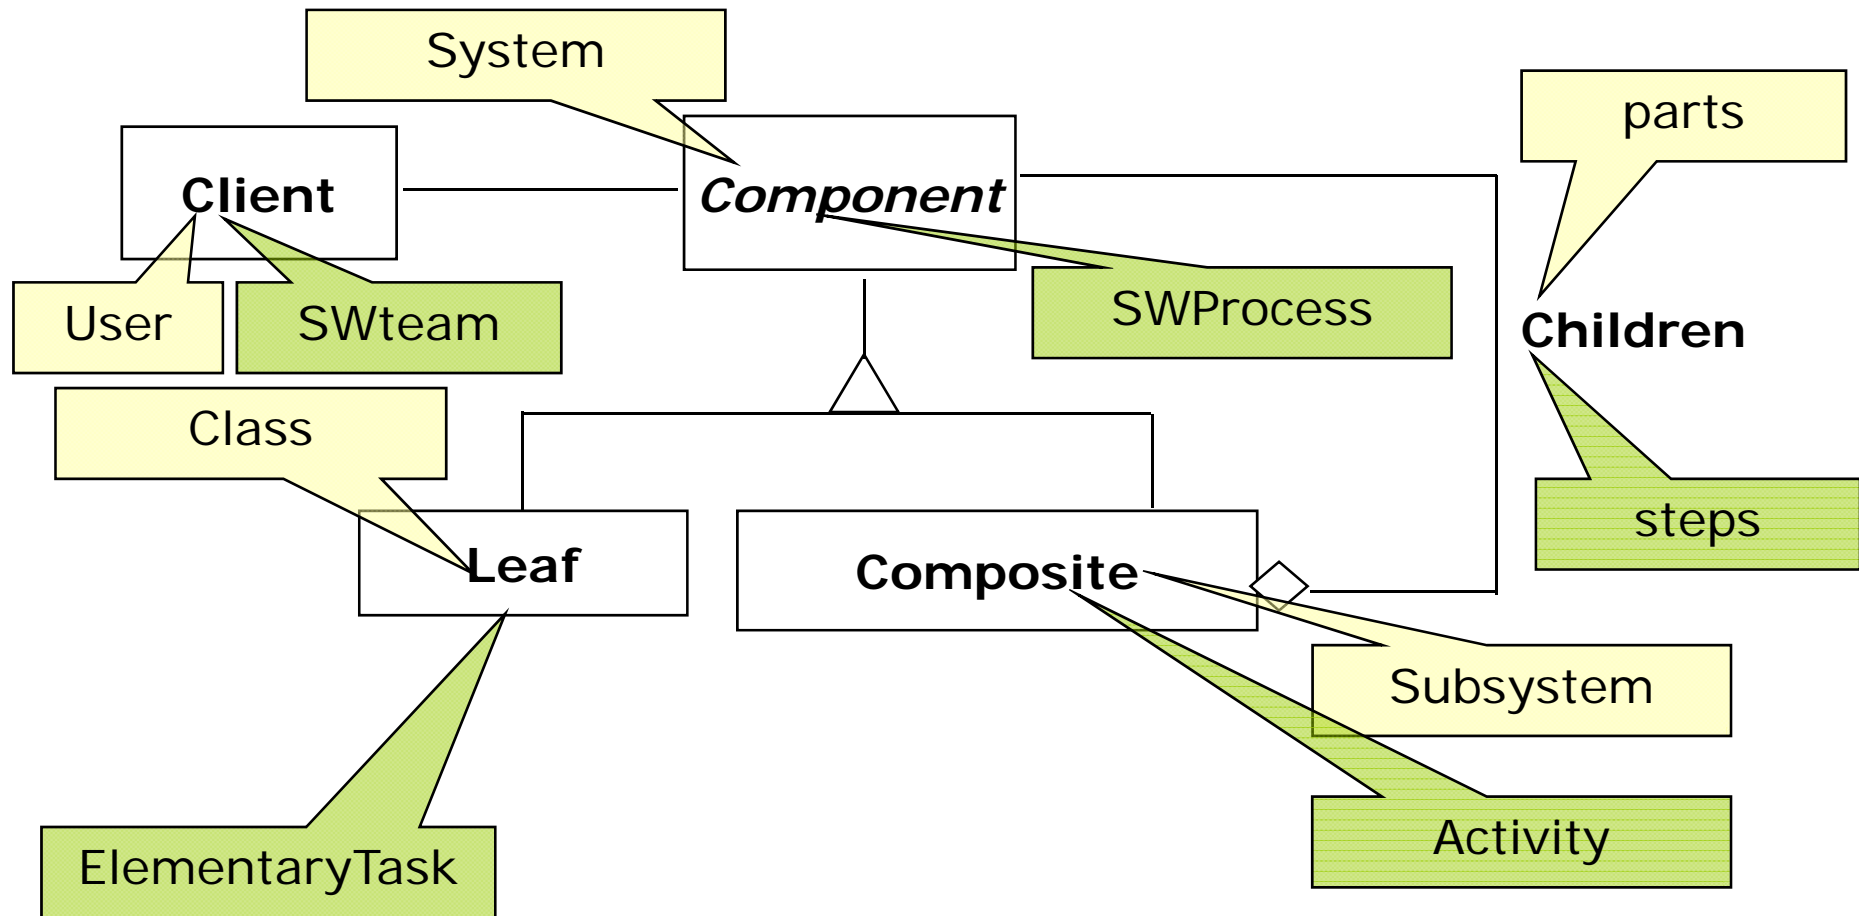 System
parts
Client
Component
User
SWteam
SWProcess
Children
Class
steps
Leaf
Composite
Subsystem
Activity
ElementaryTask